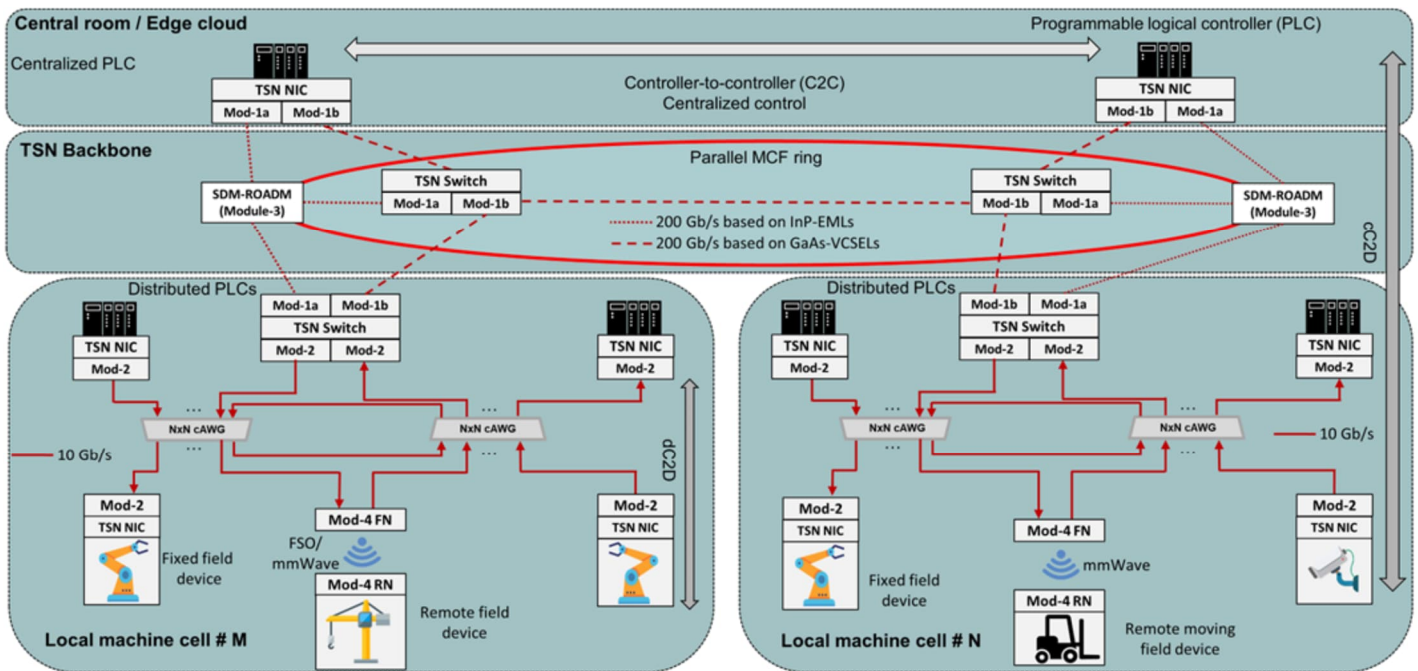 Central room / Edge cloud
Programmable logical controller (PLC)
Centralized PLC
TSN NIC
Mod-1a
Mod-1b
Controller-to-controller (C2C)
Centralized control
TSN NIC
Mod-1b
Mod-1a
TSN Backbone
Parallel MCF ring
SDM-ROADM
(Module-3)
TSN Switch
Mod-1a
Mod-1b
TSN Switch
Mod-1b
Mod-1a
SDM-ROADM
(Module-3)
200 Gb/s based on InP-EMLs
200 Gb/s based on GaAs-VCSELs
cC2D
Distributed PLCs
TSN NIC
Mod-2
Mod-1a
Mod-1b
TSN Switch
Mod-2
Mod-2
TSN NIC
Mod-2
...
...
NxN cAWG
NxN cAWG
...
...
10 Gb/s
dC2D
Mod-2
TSN NIC
Fixed field
device
Mod-4 FN
FSO/
mmWave
Mod-4 RN
Remote field
device
Mod-2
TSN NIC
Local machine cell # M
Distributed PLCs
TSN NIC
Mod-2
Mod-1b
Mod-1a
TSN Switch
Mod-2
Mod-2
TSN NIC
Mod-2
...
...
NxN cAWG
NxN cAWG
...
...
10 Gb/s
Mod-2
TSN NIC
Fixed field
device
Mod-4 FN
mmWave
Mod-4 RN
Remote moving
field device
Mod-2
TSN NIC
Local machine cell # N